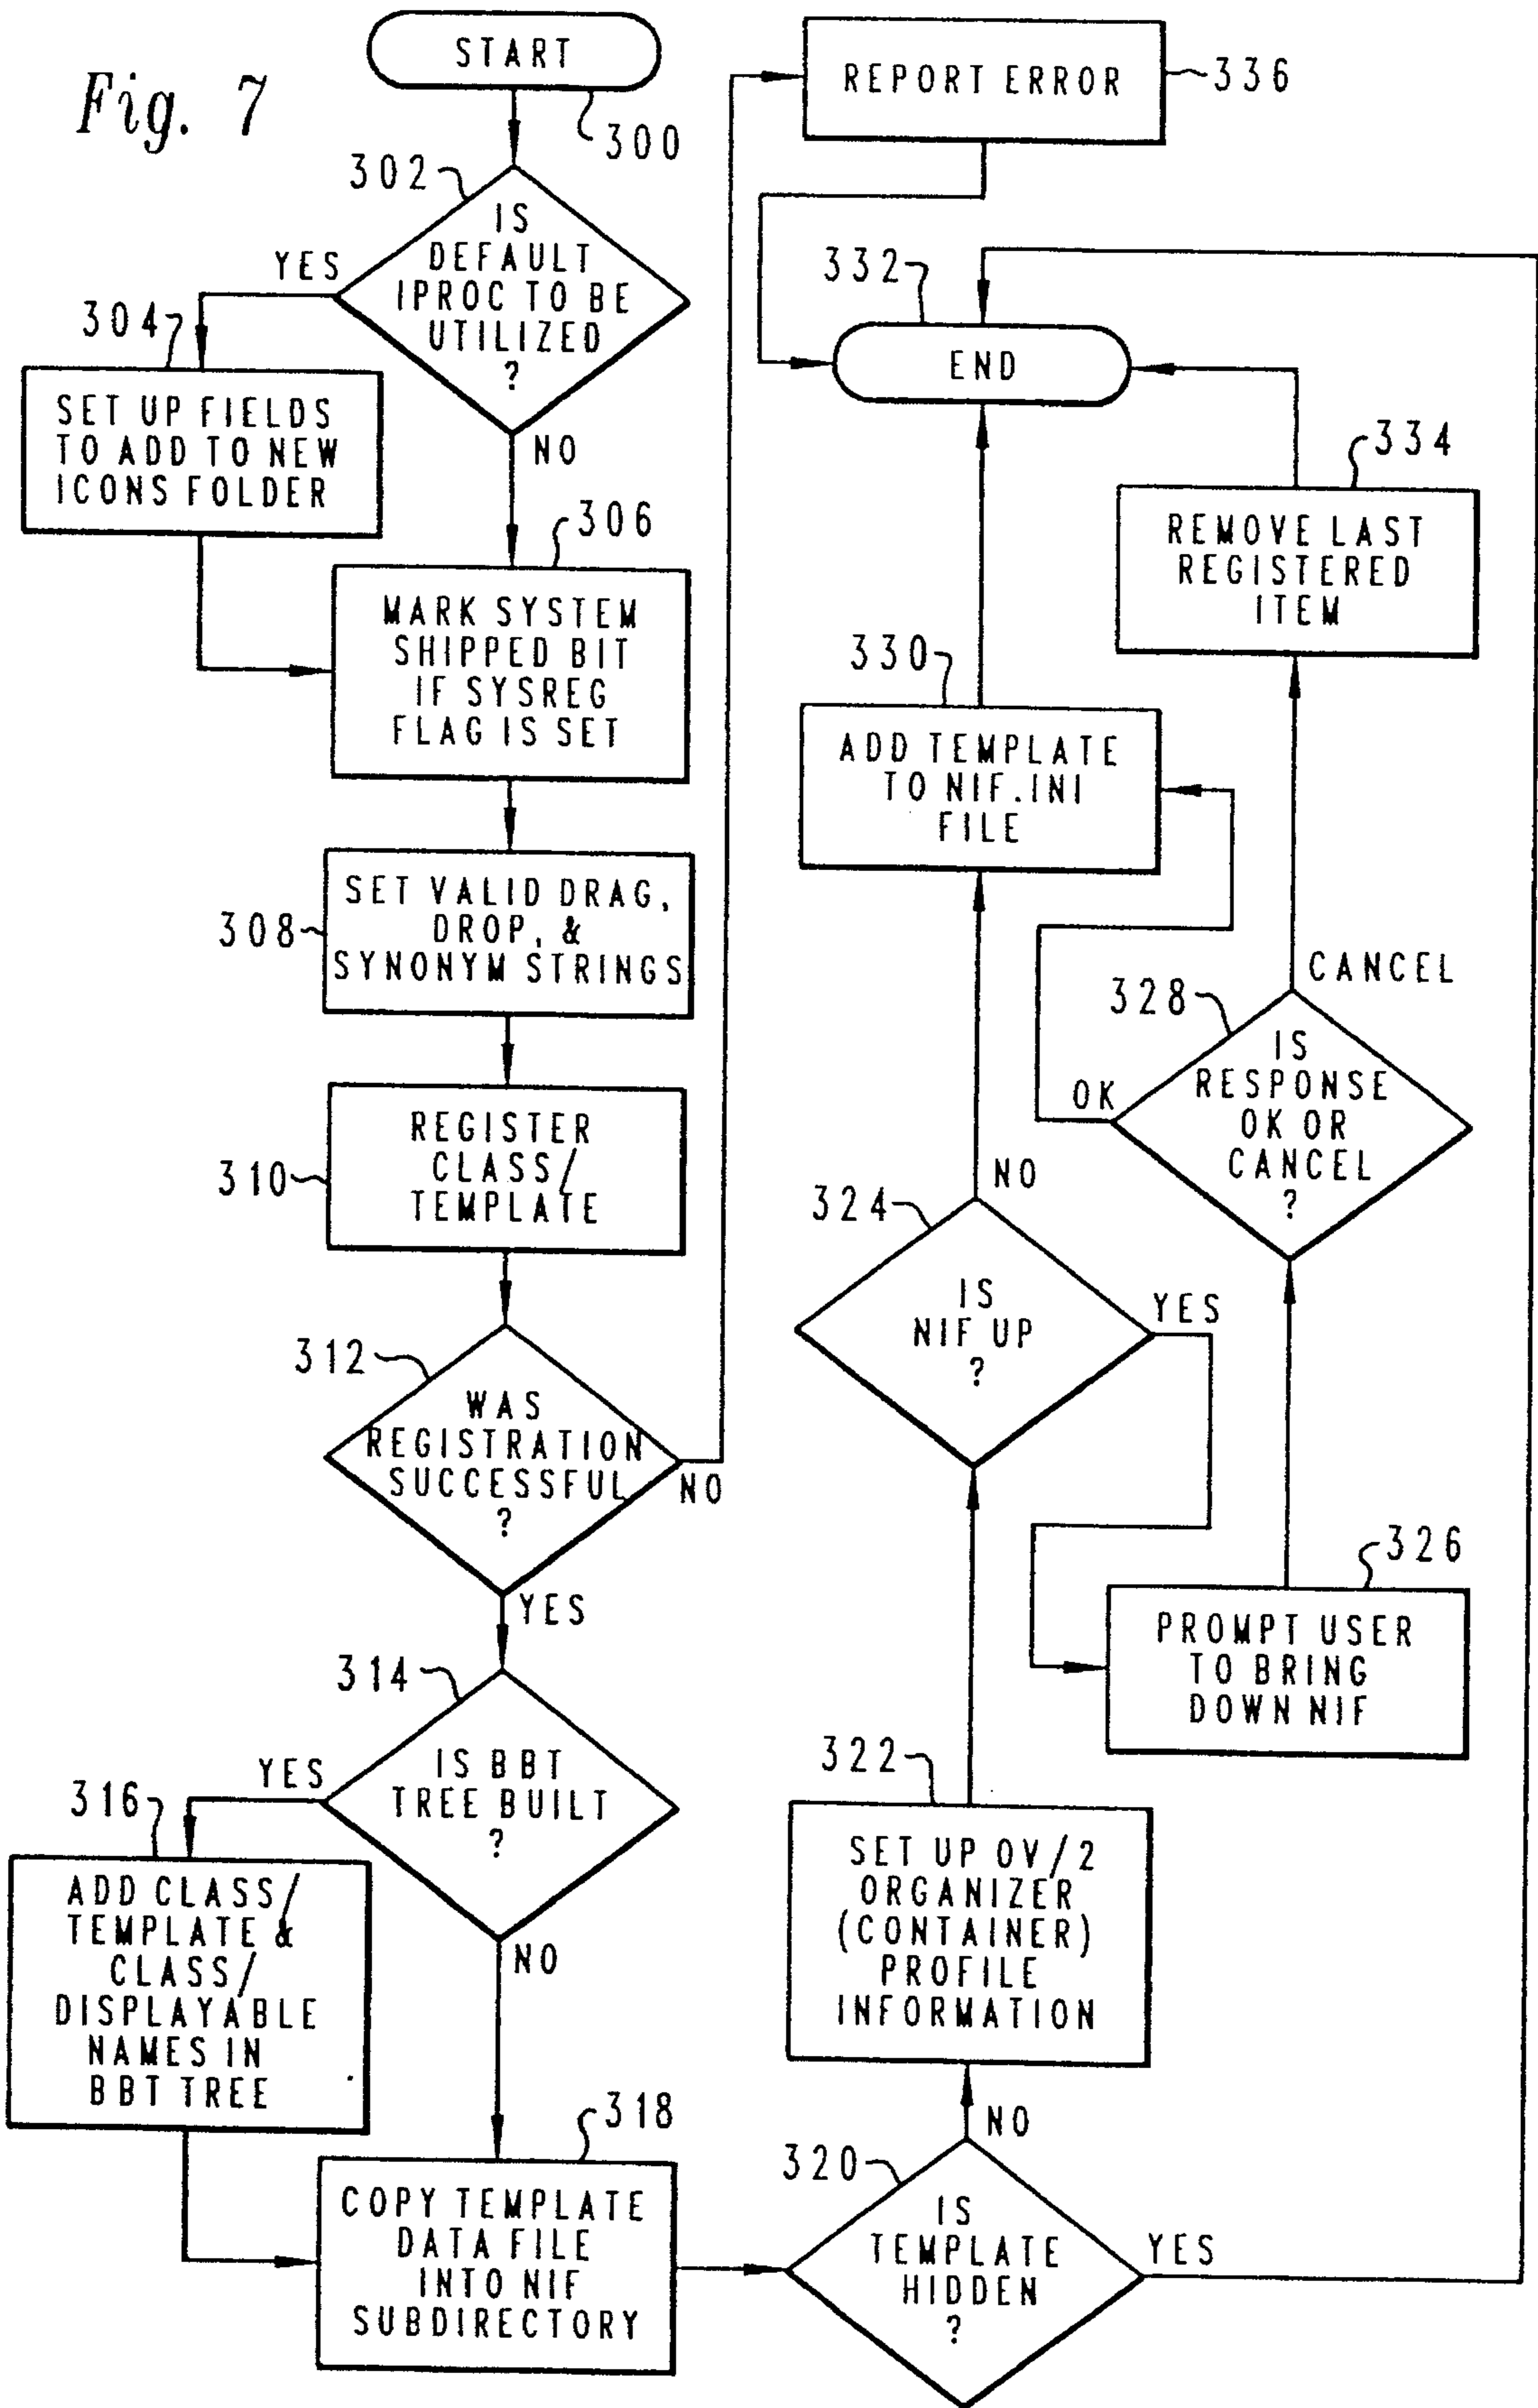 Fig. 7
START
300
302
IS
DEFAULT
IPROC TO BE
UTILIZED
?
YES
NO
304
SET UP FIELDS
TO ADD TO NEW
ICONS FOLDER
306
MARK SYSTEM
SHIPPED BIT
IF SYSREG
FLAG IS SET
308
SET VALID DRAG,
DROP, &
SYNONYM STRINGS
310
REGISTER
CLASS/
TEMPLATE
312
WAS
REGISTRATION
SUCCESSFUL
?
NO
YES
314
IS BBT
TREE BUILT
?
YES
NO
316
ADD CLASS/
TEMPLATE &
CLASS/
DISPLAYABLE
NAMES IN
BBT TREE
318
COPY TEMPLATE
DATA FILE
INTO NIF
SUBDIRECTORY
320
IS
TEMPLATE
HIDDEN
?
YES
NO
322
SET UP OV/2
ORGANIZER
(CONTAINER)
PROFILE
INFORMATION
324
IS
NIF UP
?
YES
NO
326
PROMPT USER
TO BRING
DOWN NIF
328
IS
RESPONSE
OK OR
CANCEL
?
OK
CANCEL
330
ADD TEMPLATE
TO NIF.INI
FILE
334
REMOVE LAST
REGISTERED
ITEM
332
END
REPORT ERROR
336